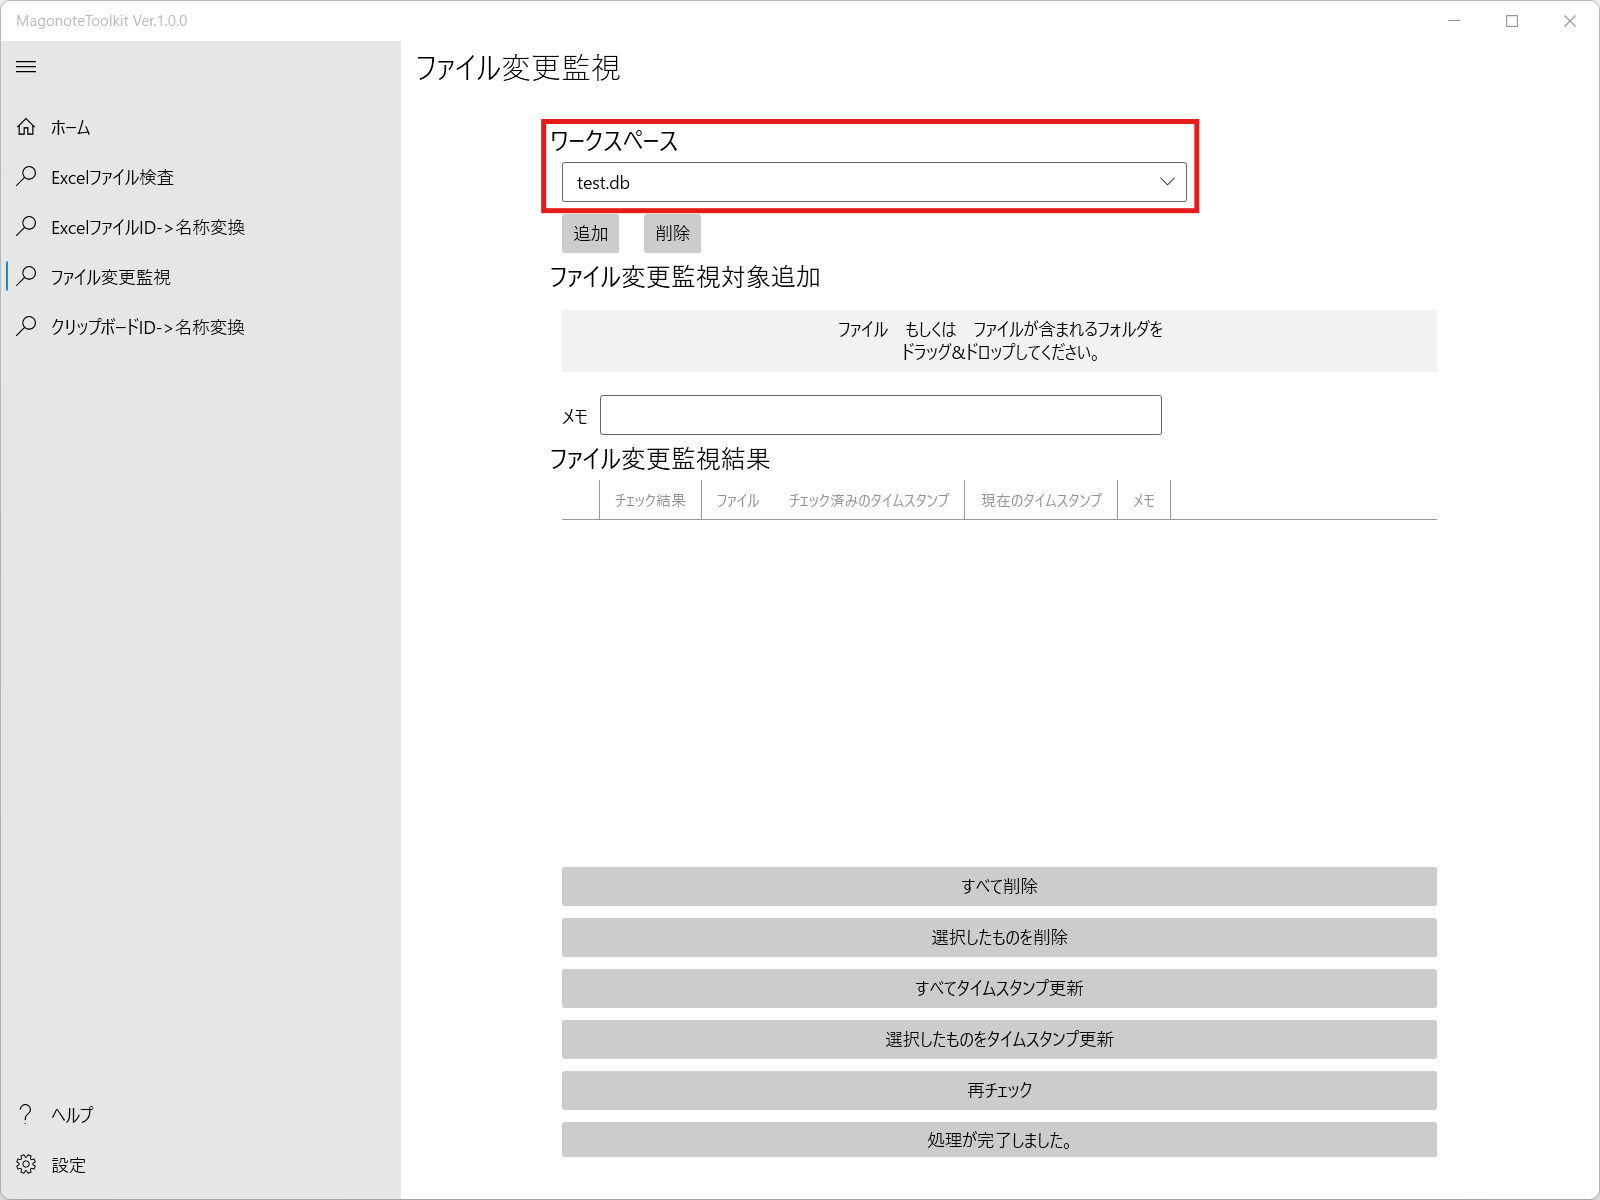 MagonoteToolkit Ver.1.0.0
ホーム
Excelファイル検査
ExcelファイルID->名称変換
ファイル変更監視
クリップボードID->名称変換
ヘルプ
設定
ファイル変更監視
ワークスペース
test.db
追加 削除
ファイル変更監視対象追加
ファイル　もしくは　ファイルが含まれるフォルダを
ドラッグ&ドロップしてください。
メモ
ファイル変更監視結果
チェック結果 ファイル チェック済みのタイムスタンプ 現在のタイムスタンプ メモ
すべて削除
選択したものを削除
すべてタイムスタンプ更新
選択したものをタイムスタンプ更新
再チェック
処理が完了しました。